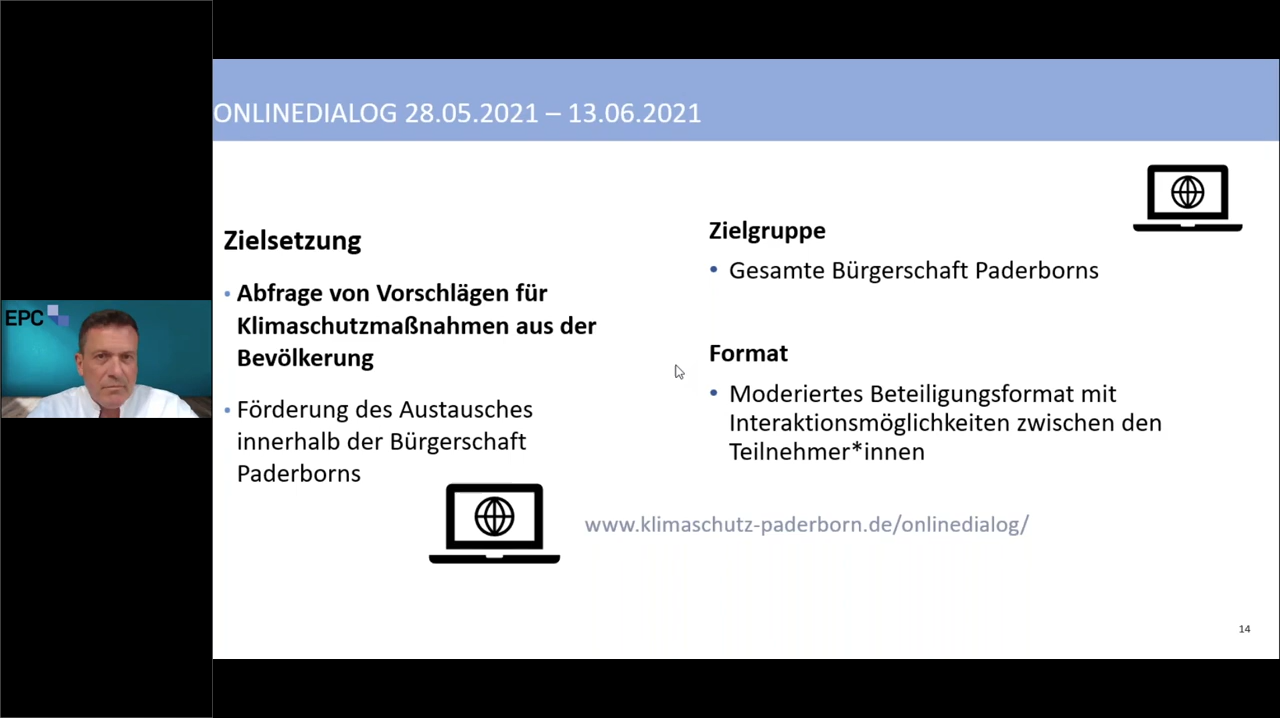 ONLINEDIALOG 28.05.2021 – 13.06.2021
EPC
Zielsetzung
• Abfrage von Vorschlägen für
Klimaschutzmaßnahmen aus der
Bevölkerung
• Förderung des Austausches
innerhalb der Bürgerschaft
Paderborns
Zielgruppe
• Gesamte Bürgerschaft Paderborns
Format
• Moderiertes Beteiligungsformat mit
Interaktionsmöglichkeiten zwischen den
Teilnehmer*innen
www.klimaschutz-paderborn.de/onlinedialog/
14